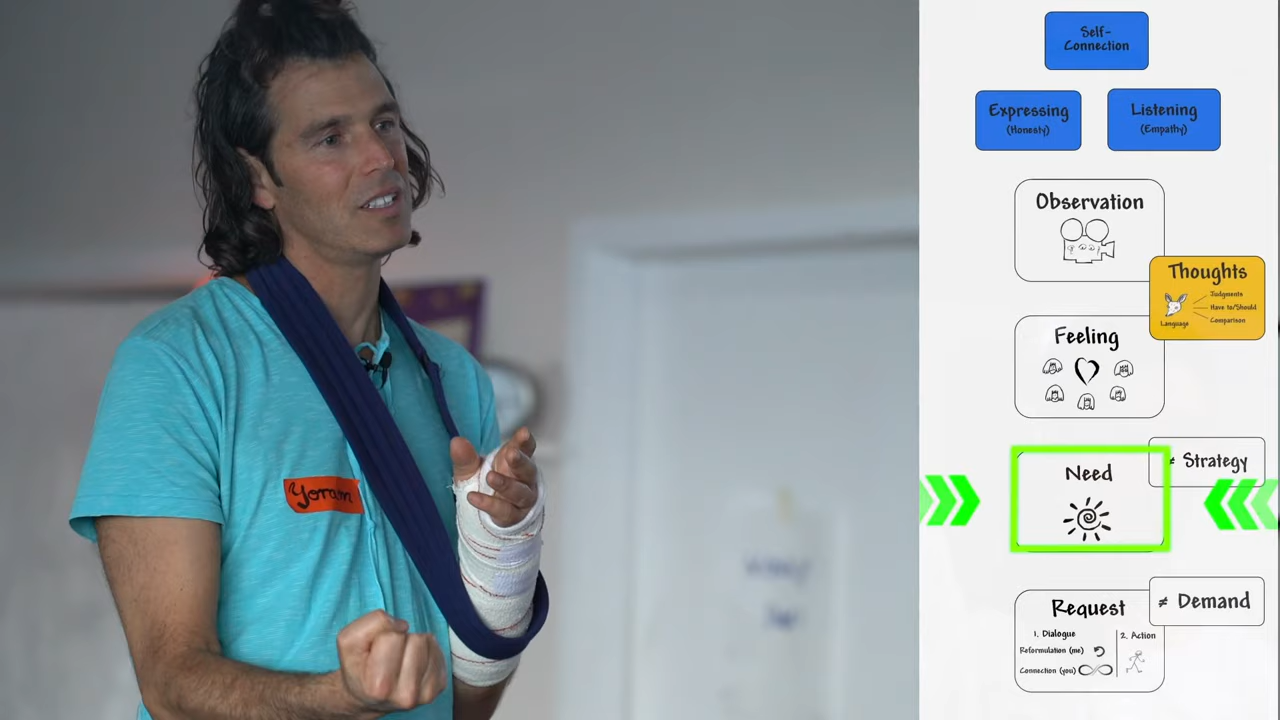 Self-
Connection
Expressing
(Honesty)
Listening
(Empathy)
Observation
Thoughts
Judgments
Have to/Should
Comparison
Language
Feeling
≠ Strategy
Need
Yoram
≠ Demand
Request
1. Dialogue
2. Action
Reformulation (me)
Connection (you)